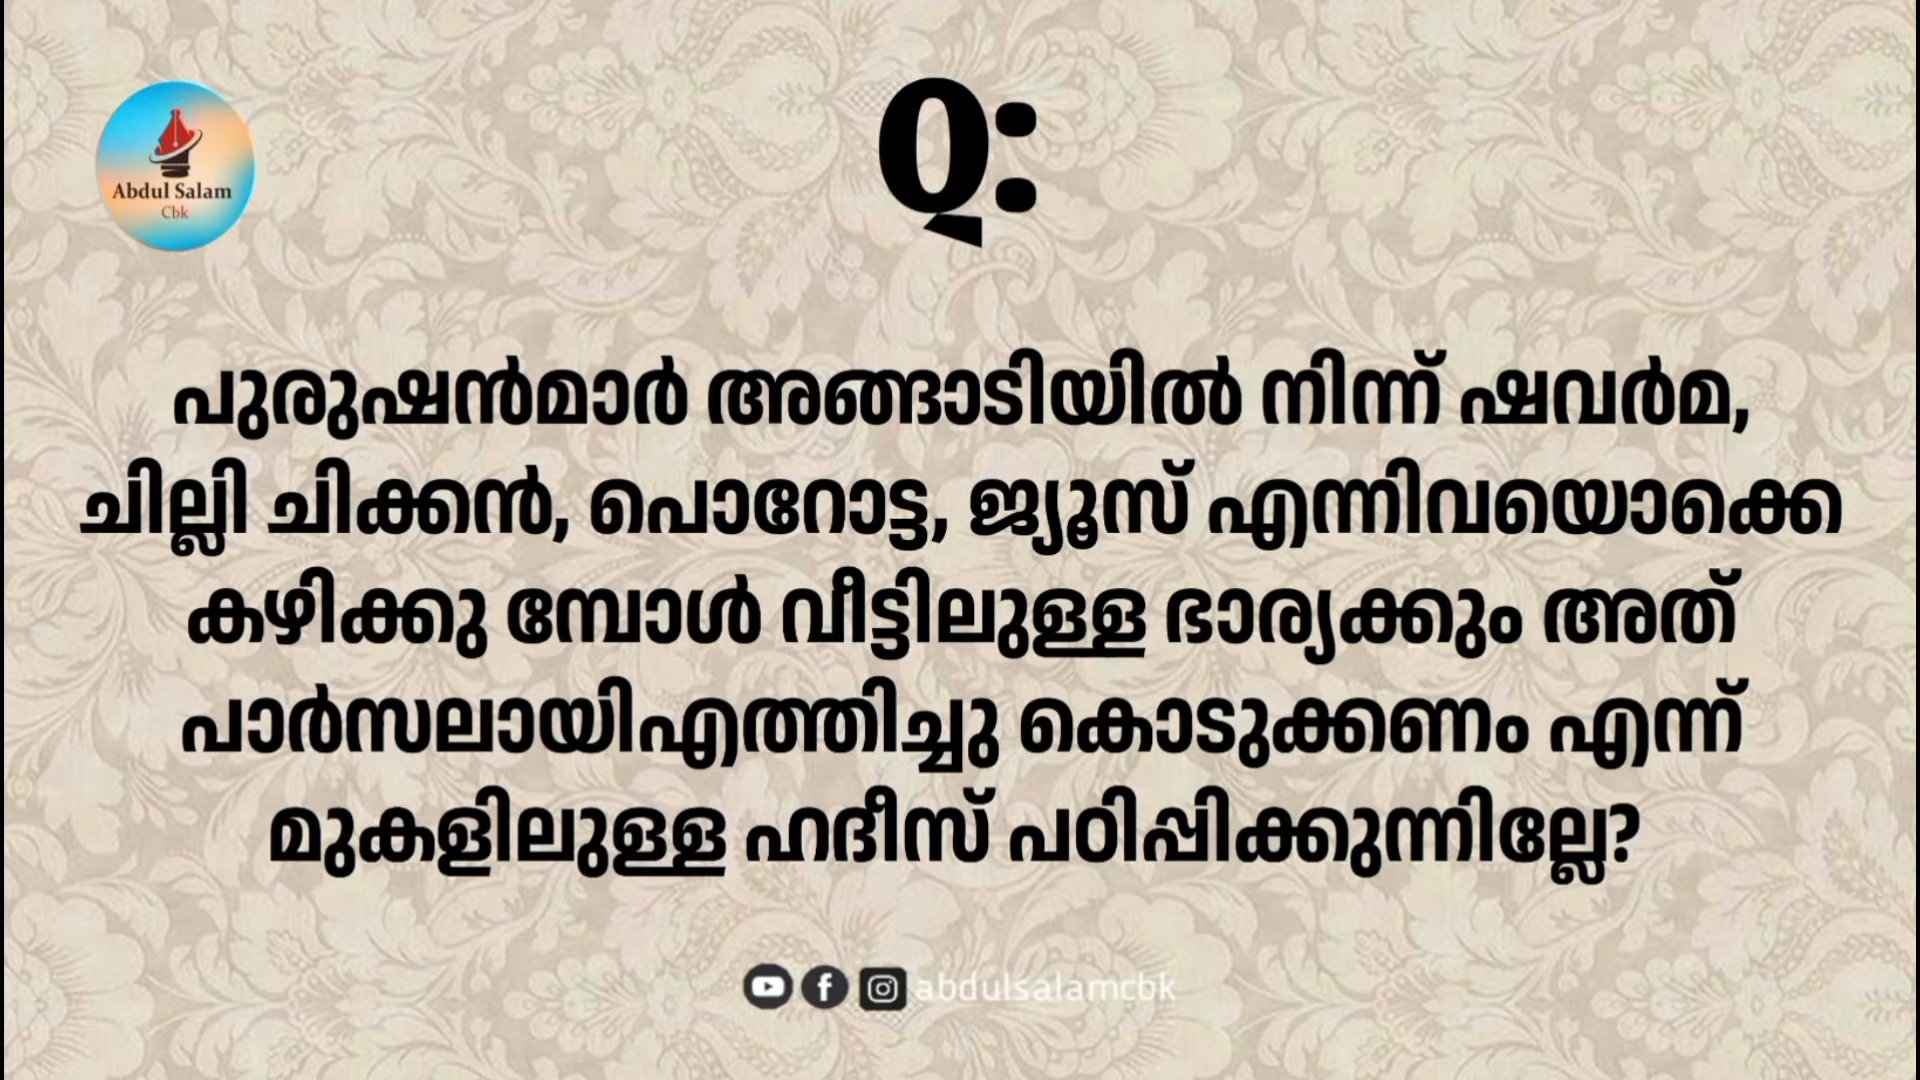 Abdul Salam
Cbk
Q:
പുരുഷൻമാർ അങ്ങാടിയിൽ നിന്ന് ഷവർമ,
ചില്ലി ചിക്കൻ, പൊറോട്ട, ജ്യൂസ് എന്നിവയൊക്കെ
കഴിക്കു മ്പോൾ വീട്ടിലുള്ള ഭാര്യക്കും അത്
പാർസലായിഎത്തിച്ചു കൊടുക്കണം എന്ന്
മുകളിലുള്ള ഹദീസ് പഠിപ്പിക്കുന്നില്ലേ?
abdulsalamcbk